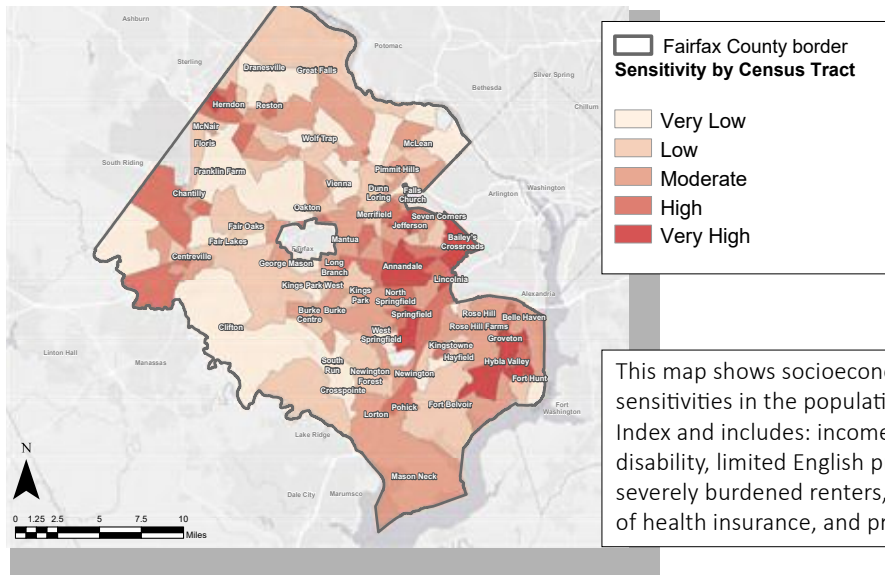 Ashburn
Potomac
Dranesville
Great Falls
Sterling
Silver Spring
Bethesda
Chillum
Herndon
Reston
McNair
Floris
Wolf Trap
McLean
South Riding
Franklin Farm
Pimmit Hills
Chantilly
Vienna
Dunn
Loring
Falls
Church
Arlington
Washington
Oakton
Merrifield
Seven Corners
Jefferson
Fair Oaks
Fair Lakes
Fairfax
Mantua
Bailey's
Crossroads
Centreville
George Mason
Long
Branch
Annandale
Lincolnia
Kings Park West
Kings
Park
North
Springfield
Alexandria
Burke
Centre
Burke
Springfield
Rose Hill
Belle Haven
Rose Hill Farms
Clifton
West
Springfield
Groveton
Kingstowne
Hayfield
Hybla Valley
Linton Hall
Manassas
South
Run
Newington
Forest
Newington
Fort Hunt
Crosspointe
Pohick
Fort Belvoir
Fort
Washington
Lorton
Lake Ridge
Mason Neck
Dale City
Marumsco
N
0 1.25 2.5 5 7.5 10
Miles
Fairfax County border
Sensitivity by Census Tract
Very Low
Low
Moderate
High
Very High
This map shows socioecon
sensitivities in the populati
Index and includes: income
disability, limited English p
severely burdened renters,
of health insurance, and pr